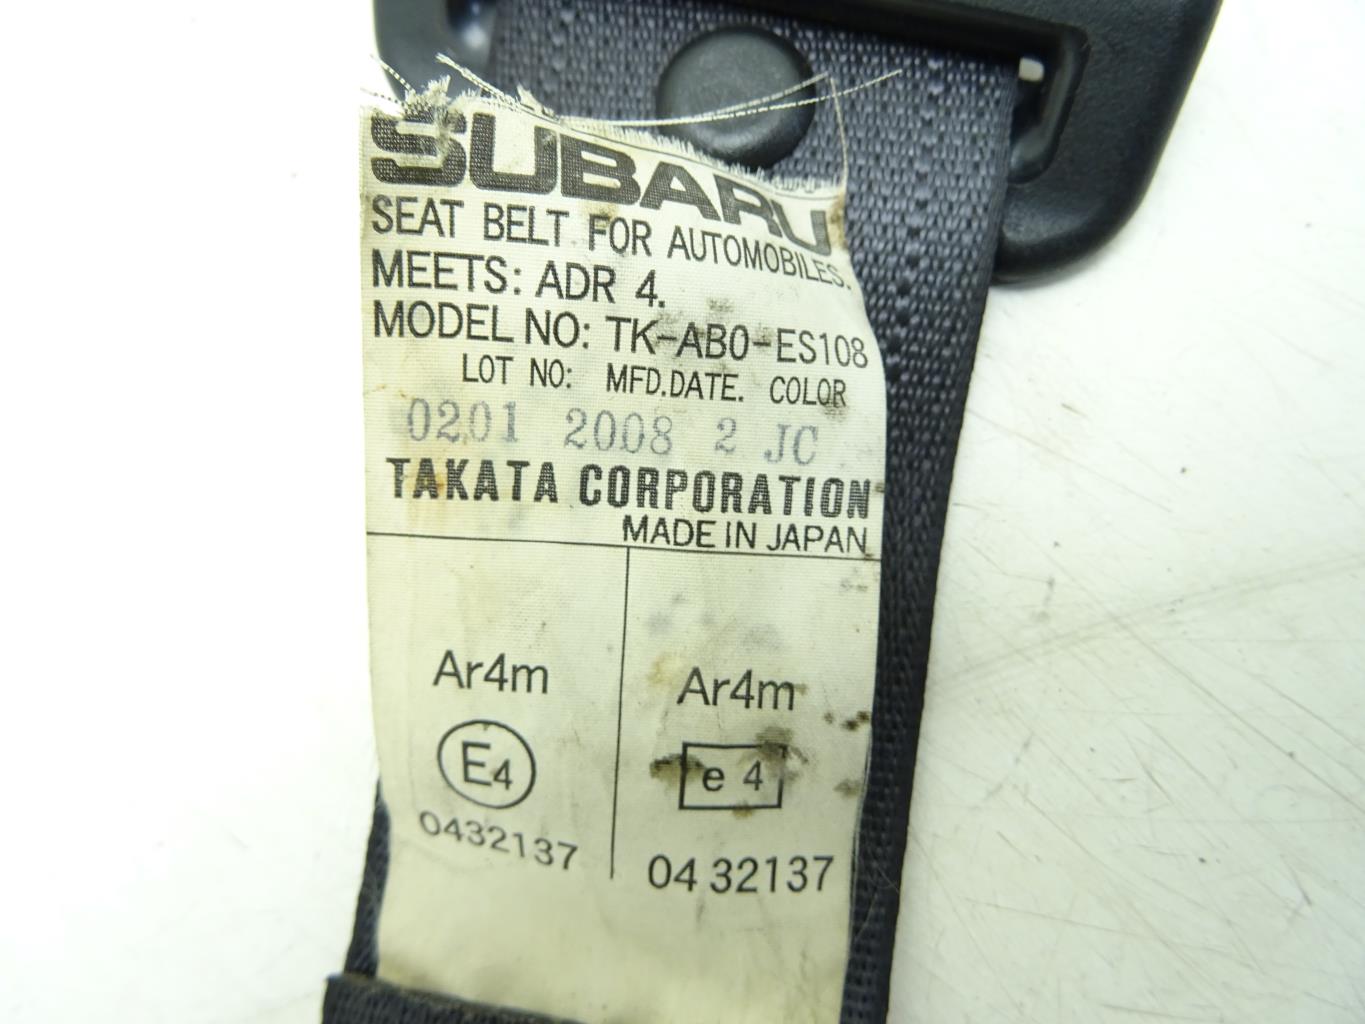 SUBARU
SEAT BELT FOR AUTOMOBILES.
MEETS: ADR 4.
MODEL NO: TK-AB0-ES108
LOT NO: MFD.DATE. COLOR
0201 2008 2 JC
TAKATA CORPORATION
MADE IN JAPAN
Ar4m
E4
0432137
Ar4m
e 4
04 32137